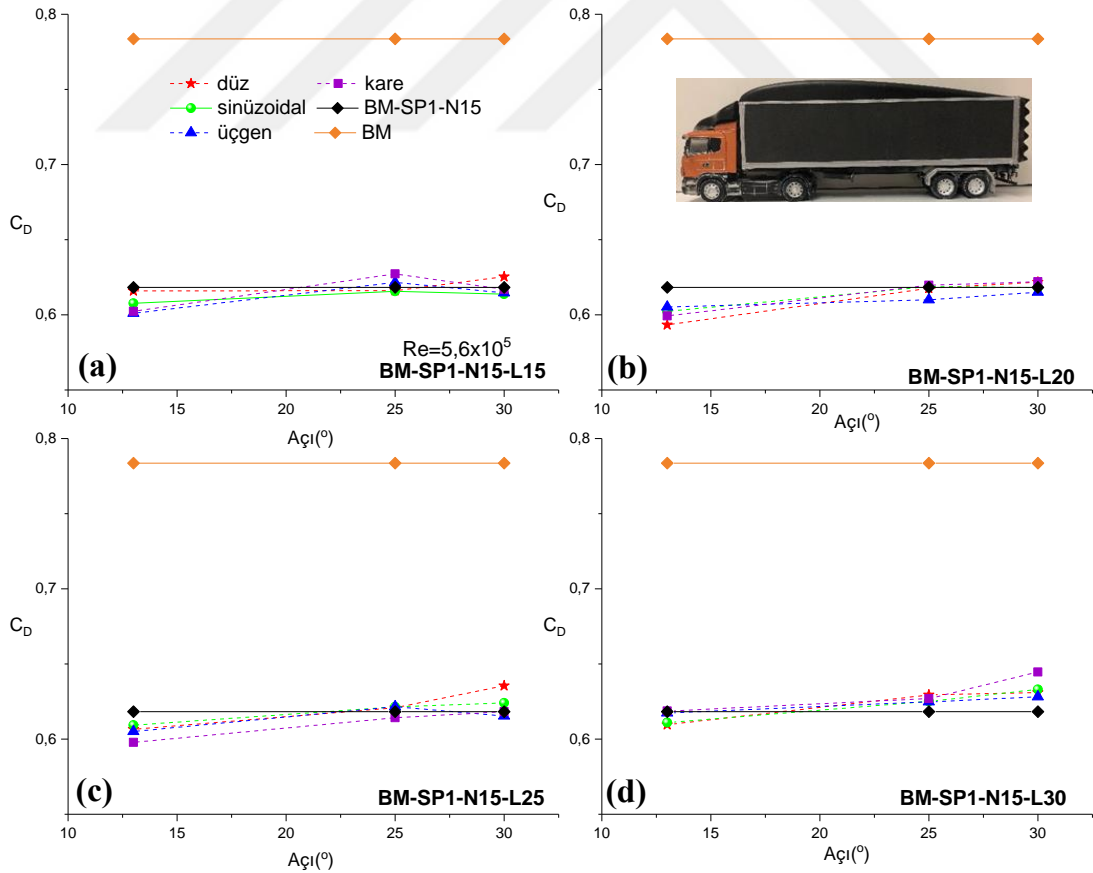 0,8
0,7
0,6
C_D
düz
sinüzoidal
üçgen
kare
BM-SP1-N15
BM
(a)
Re=5,6x10⁵
BM-SP1-N15-L15
10 15 20 25 30
Açı(º)
0,8
0,7
0,6
C_D
(b)
BM-SP1-N15-L20
10 15 20 25 30
Açı(º)
0,8
0,7
0,6
C_D
(c)
BM-SP1-N15-L25
10 15 20 25 30
Açı(º)
0,8
0,7
0,6
C_D
(d)
BM-SP1-N15-L30
10 15 20 25 30
Açı(º)